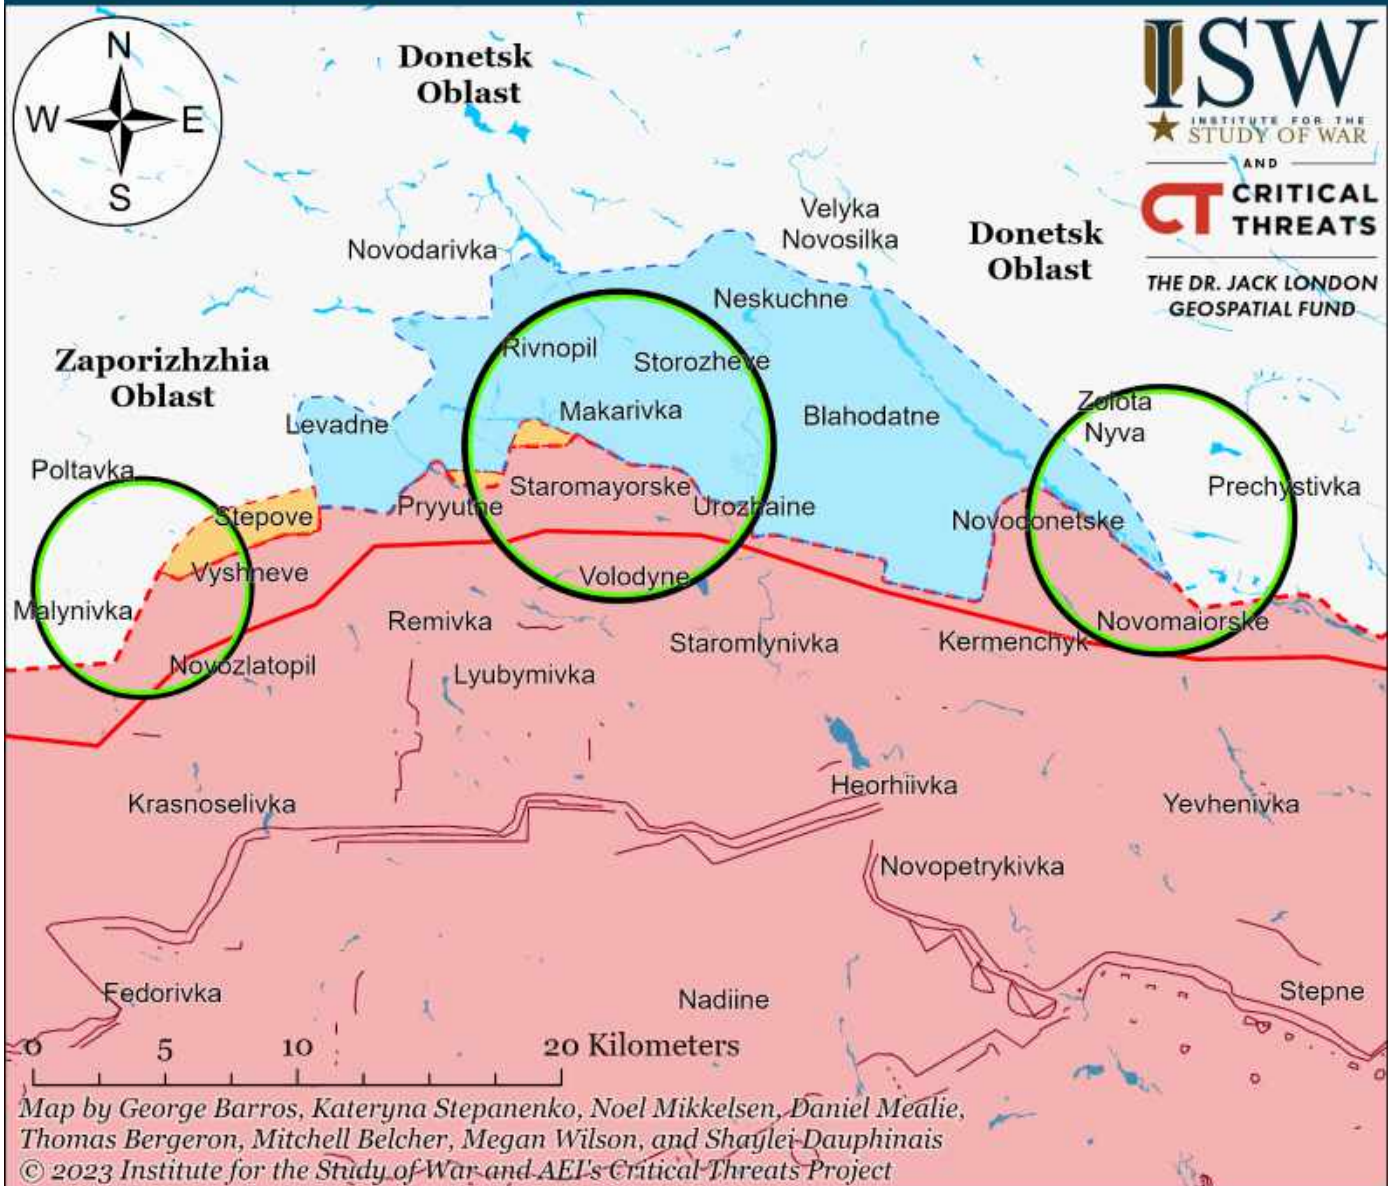 N
W E
S
Donetsk
Oblast
ISW
INSTITUTE FOR THE
STUDY OF WAR
AND
CT CRITICAL
THREATS
THE DR. JACK LONDON
GEOSPATIAL FUND
Velyka
Novosilka
Donetsk
Oblast
Novodarivka
Neskuchne
Zaporizhzhia
Oblast
Rivnopil
Storozheve
Levadne
Makarivka
Blahodatne
Zolota
Nyva
Poltavka
Staromayorske
Prechystivka
Stepove
Pryyutne
Urozhaine
Novodonetske
Vyshneve
Volodyne
Malynivka
Remivka
Staromlynivka
Kermenchyk
Novomaiorske
Novozlatopil
Lyubymivka
Krasnoselivka
Heorhiivka
Yevhenivka
Novopetrykivka
Fedorivka
Nadiine
Stepne
0 5 10 20 Kilometers
Map by George Barros, Kateryna Stepanenko, Noel Mikkelsen, Daniel Mealie,
Thomas Bergeron, Mitchell Belcher, Megan Wilson, and Shaylei Dauphinais
© 2023 Institute for the Study of War and AEI's Critical Threats Project